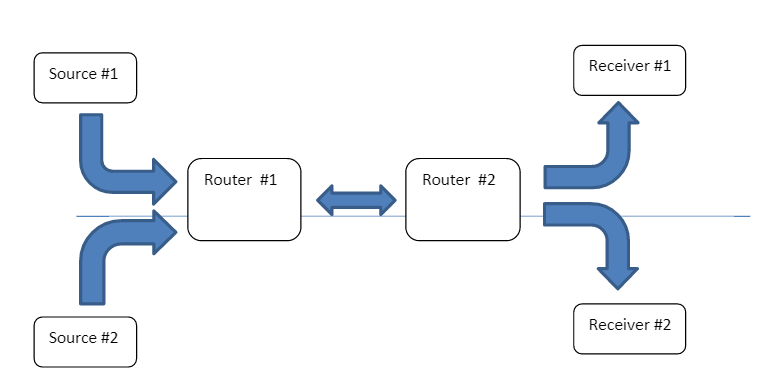 Source #1
Receiver #1
Router  #1
Router  #2
Source #2
Receiver #2